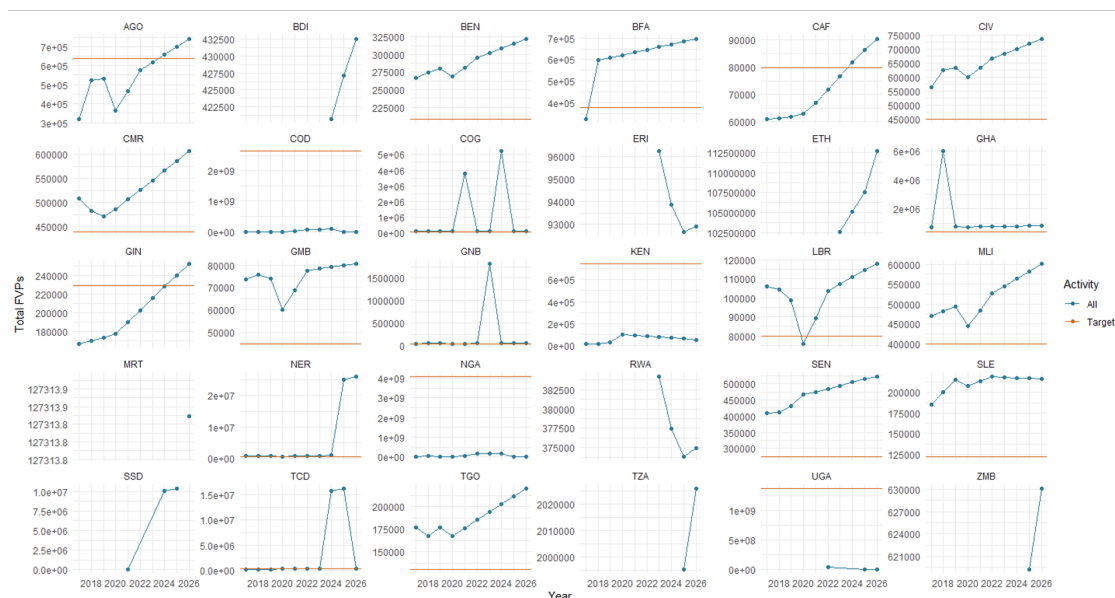 AGO BDI BEN BFA CAF CIV
7e+05
6e+05
5e+05
4e+05
3e+05
432500
430000
427500
425000
422500
325000
300000
275000
250000
225000
7e+05
6e+05
5e+05
4e+05
90000
80000
70000
60000
750000
700000
650000
600000
550000
500000
450000
CMR COD COG ERI ETH GHA
600000
550000
500000
450000
2e+09
1e+09
0e+00
5e+06
4e+06
3e+06
2e+06
1e+06
0e+00
96000
95000
94000
93000
112500000
110000000
107500000
105000000
102500000
6e+06
4e+06
2e+06
GIN GMB GNB KEN LBR MLI
240000
220000
200000
180000
80000
70000
60000
50000
1500000
1000000
500000
0
6e+06
4e+06
2e+06
0e+00
120000
110000
100000
90000
80000
600000
550000
500000
450000
400000
MRT NER NGA RWA SEN SLE
127313.9
127313.9
127313.9
127313.8
127313.8
2e+07
1e+07
0e+00
4e+09
3e+09
2e+09
1e+09
0e+00
382500
380000
377500
375000
500000
450000
400000
350000
300000
200000
175000
150000
125000
SSD TCD TGO TZA UGA ZMB
1.0e+07
7.5e+06
5.0e+06
2.5e+06
0.0e+00
1.5e+07
1.0e+07
5.0e+06
0.0e+00
200000
175000
150000
2020000
2010000
2000000
1e+09
5e+08
0e+00
630000
627000
624000
621000
2018 2020 2022 2024 2026
2018 2020 2022 2024 2026
2018 2020 2022 2024 2026
2018 2020 2022 2024 2026
2018 2020 2022 2024 2026
2018 2020 2022 2024 2026
Year
Total FVPs
Activity
All
Target